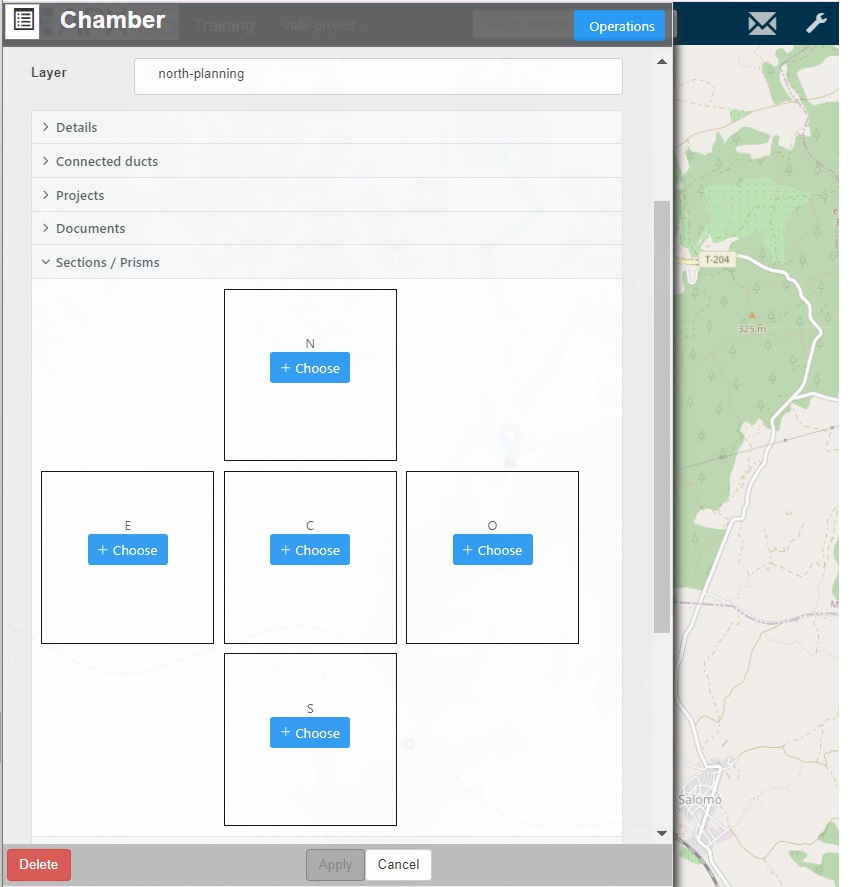 Chamber
Training
valls-project
Operations
Layer
north-planning
Details
Connected ducts
Projects
Documents
Sections / Prisms
N
+ Choose
E
+ Choose
C
+ Choose
O
+ Choose
S
+ Choose
Delete
Apply
Cancel
T-204
325 m
Salomó